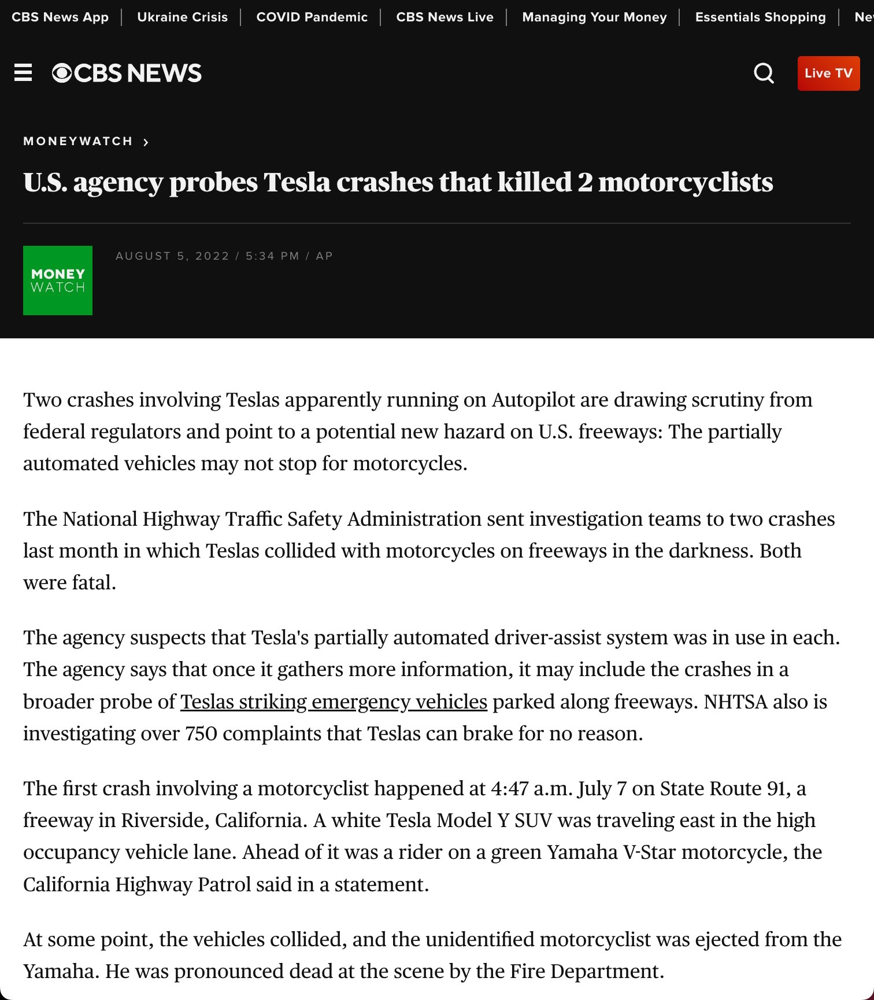 CBS News App
Ukraine Crisis
COVID Pandemic
CBS News Live
Managing Your Money
Essentials Shopping
CBS NEWS
Live TV
MONEYWATCH
U.S. agency probes Tesla crashes that killed 2 motorcyclists
MONEY
WATCH
AUGUST 5, 2022 / 5:34 PM / AP
Two crashes involving Teslas apparently running on Autopilot are drawing scrutiny from
federal regulators and point to a potential new hazard on U.S. freeways: The partially
automated vehicles may not stop for motorcycles.
The National Highway Traffic Safety Administration sent investigation teams to two crashes
last month in which Teslas collided with motorcycles on freeways in the darkness. Both
were fatal.
The agency suspects that Tesla's partially automated driver-assist system was in use in each.
The agency says that once it gathers more information, it may include the crashes in a
broader probe of Teslas striking emergency vehicles parked along freeways. NHTSA also is
investigating over 750 complaints that Teslas can brake for no reason.
The first crash involving a motorcyclist happened at 4:47 a.m. July 7 on State Route 91, a
freeway in Riverside, California. A white Tesla Model Y SUV was traveling east in the high
occupancy vehicle lane. Ahead of it was a rider on a green Yamaha V-Star motorcycle, the
California Highway Patrol said in a statement.
At some point, the vehicles collided, and the unidentified motorcyclist was ejected from the
Yamaha. He was pronounced dead at the scene by the Fire Department.